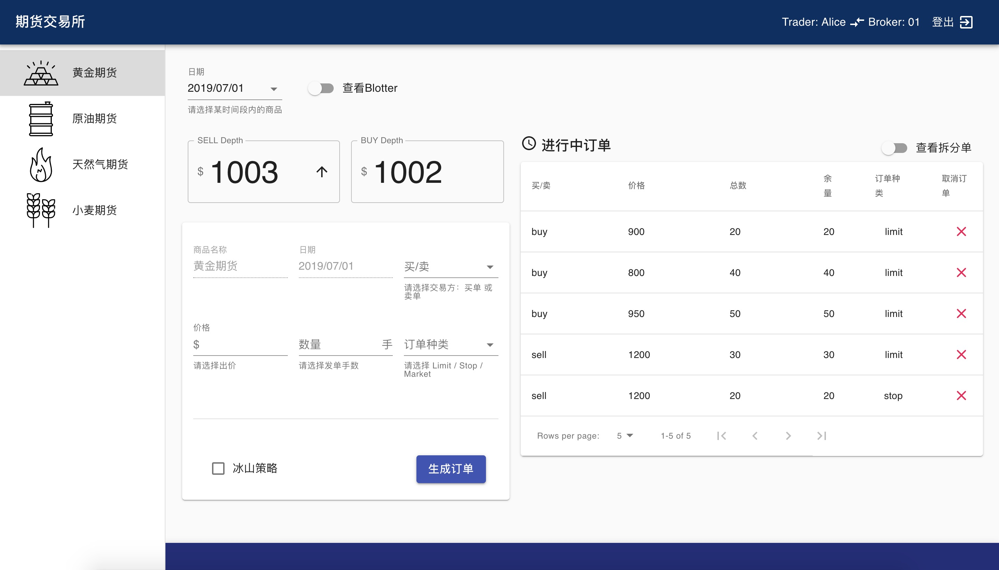 期货交易所
Trader: Alice Broker: 01 登出
黄金期货
原油期货
天然气期货
小麦期货
日期
2019/07/01
查看Blotter
请选择某时间段内的商品
SELL Depth
$ 1003
BUY Depth
$ 1002
商品名称
黄金期货
日期
2019/07/01
买/卖
请选择交易方：买单 或
卖单
价格
$
请选择出价
数量 手
请选择发单手数
订单种类
请选择 Limit / Stop /
Market
冰山策略
生成订单
进行中订单
查看拆分单
买/卖 价格 总数 余量 订单种类 取消订单
buy 900 20 20 limit
buy 800 40 40 limit
buy 950 50 50 limit
sell 1200 30 30 limit
sell 1200 20 20 stop
Rows per page: 5 1-5 of 5